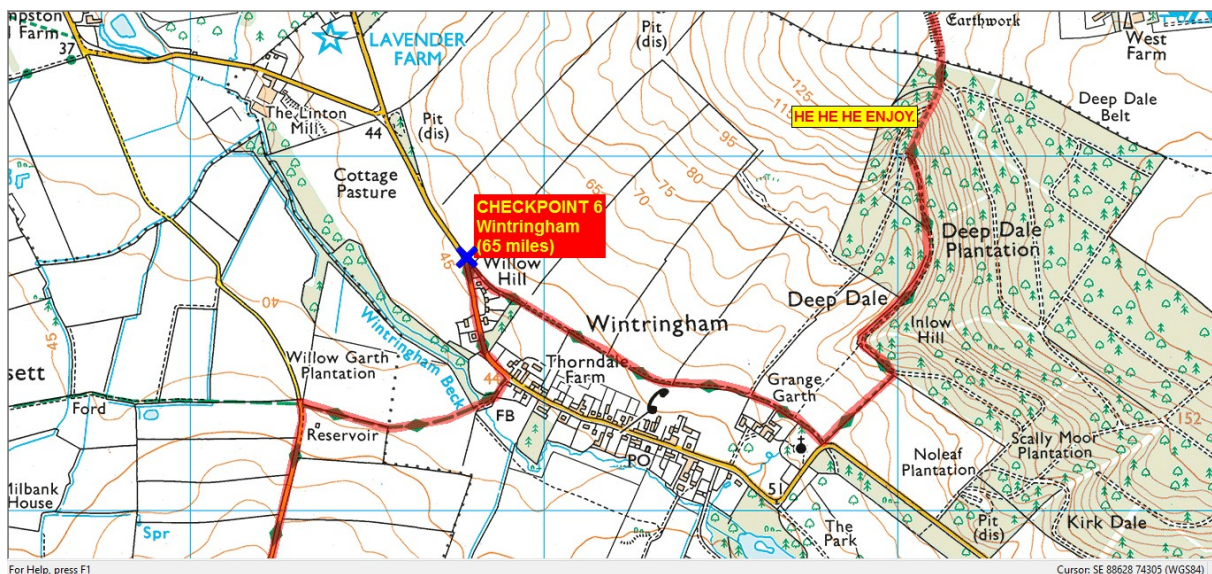 mpston
l Farm
37
LAVENDER
FARM
Pit
(dis)
Earthwork
West
Farm
125
HE HE HE ENJOY.
Deep Dale
Belt
The Linton
Mill
44
Pit
(dis)
95
80
75
70
65
Cottage
Pasture
CHECKPOINT 6
Wintringham
(65 miles)
45
Willow
Hill
Deep Dale
Plantation
40
45
Wintringham Beck
Deep Dale
Inlow
Hill
Wintringham
Willow Garth
Plantation
Thorndale
Farm
sett
44
Grange
Garth
Ford
FB
Reservoir
152
Scally Moor
Plantation
Noleaf
Plantation
PO
Milbank
House
51
Spr
The
Park
Pit
(dis)
Kirk Dale
For Help, press F1
Cursor: SE 88628 74305 (WGS84)